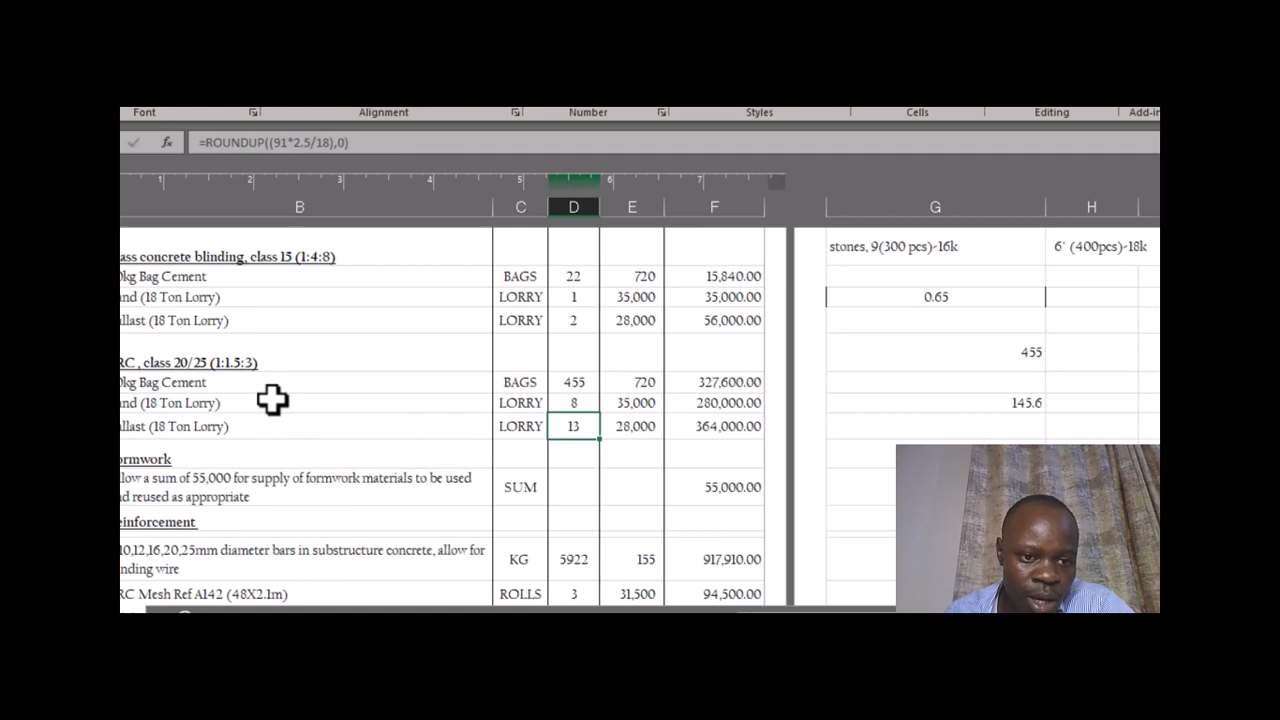 Font Alignment Number Styles Cells Editing Add-in
fx =ROUNDUP((91*2.5/18),0)
1 2 3 4 5 6 7
B C D E F G H
stones, 9(300 pcs)-16k 6' (400pcs)-18k
ass concrete blinding, class 15 (1:4:8)
0kg Bag Cement BAGS 22 720 15,840.00
and (18 Ton Lorry) LORRY 1 35,000 35,000.00 0.65
allast (18 Ton Lorry) LORRY 2 28,000 56,000.00
455
RC , class 20/25 (1:1.5:3)
0kg Bag Cement BAGS 455 720 327,600.00
and (18 Ton Lorry) LORRY 8 35,000 280,000.00 145.6
allast (18 Ton Lorry) LORRY 13 28,000 364,000.00
ormwork
llow a sum of 55,000 for supply of formwork materials to be used
nd reused as appropriate SUM 55,000.00
einforcement
10,12,16,20,25mm diameter bars in substructure concrete, allow for
nding wire KG 5922 155 917,910.00
RC Mesh Ref A142 (48X2.1m) ROLLS 3 31,500 94,500.00